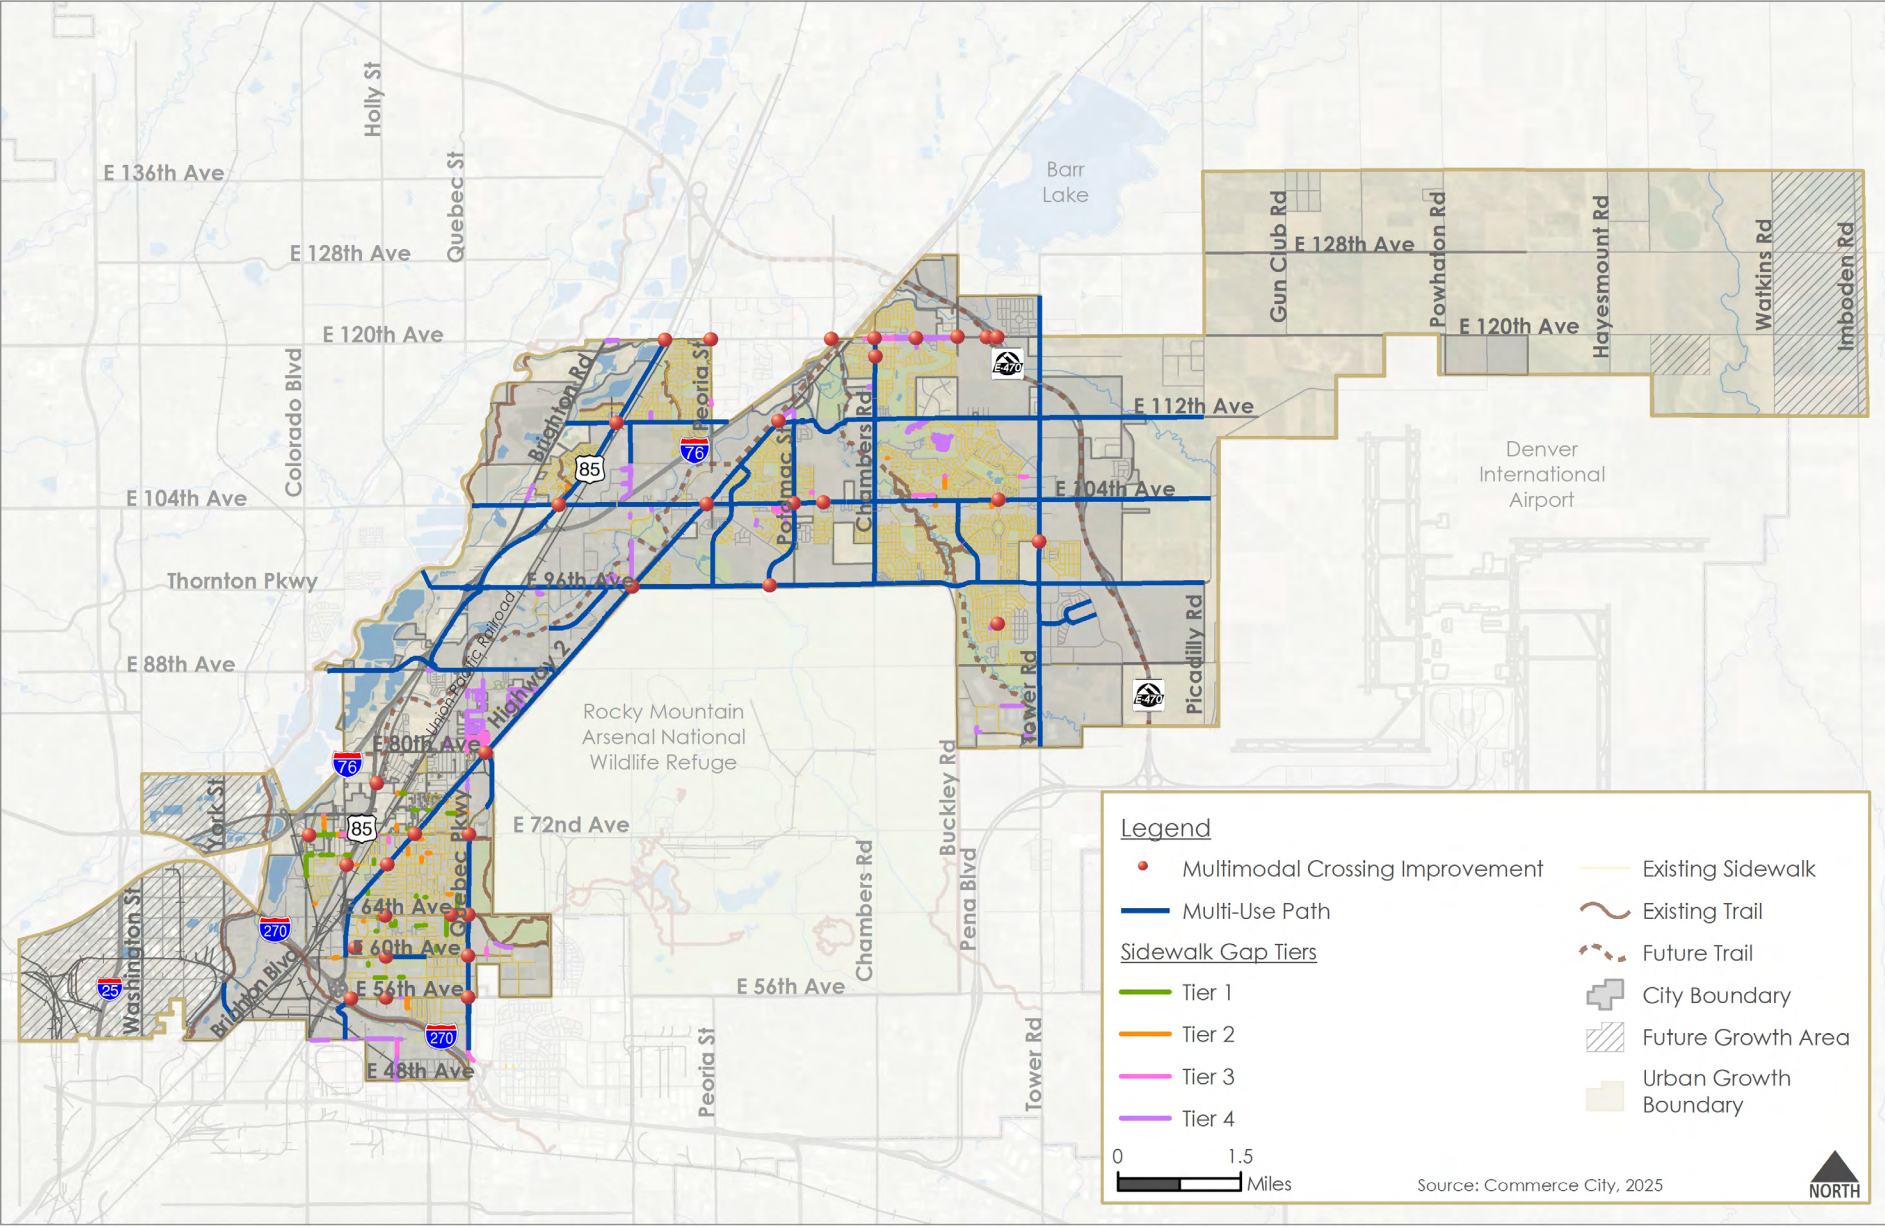 Holly St
Quebec St
Barr
Lake
E 136th Ave
E 128th Ave
Gun Club Rd
E 128th Ave
Powhaton Rd
Hayesmount Rd
Watkins Rd
Imboden Rd
E 120th Ave
E 120th Ave
Colorado Blvd
Brighton Rd
Peoria St
E-470
E 112th Ave
Chambers Rd
Potomac St
76
85
Denver
International
Airport
E 104th Ave
E 104th Ave
Thornton Pkwy
E 96th Ave
Union Pacific Railroad
Highway 2
E 88th Ave
Picadilly Rd
Tower Rd
E-470
Rocky Mountain
Arsenal National
Wildlife Refuge
E 80th Ave
76
York St
85
E 72nd Ave
Quebec Pkwy
Buckley Rd
Chambers Rd
Pena Blvd
E 64th Ave
Washington St
270
E 60th Ave
25
Brighton Blvd
E 56th Ave
E 56th Ave
270
E 48th Ave
Peoria St
Tower Rd
Legend
Multimodal Crossing Improvement
Multi-Use Path
Sidewalk Gap Tiers
Tier 1
Tier 2
Tier 3
Tier 4
Existing Sidewalk
Existing Trail
Future Trail
City Boundary
Future Growth Area
Urban Growth
Boundary
0 1.5
Miles
Source: Commerce City, 2025
NORTH